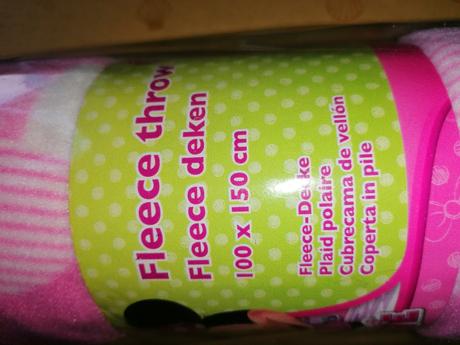 Fleece throw
Fleece deken
100 x 150 cm
Fleece-Decke
Plaid polaire
Cubrecama de vellón
Coperta in pile